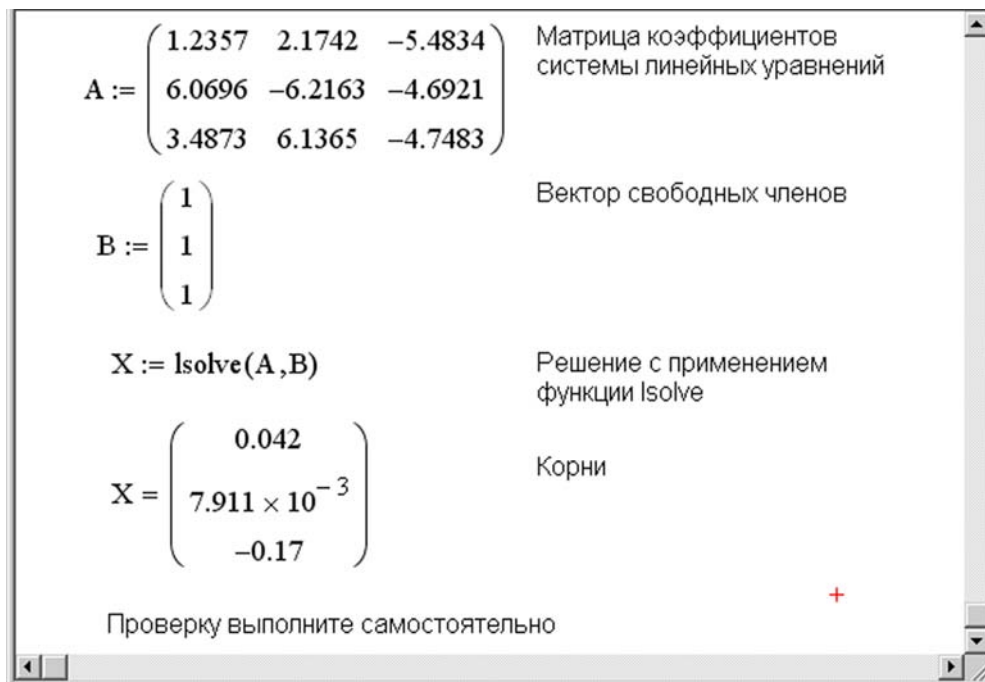 A := ( 1.2357 2.1742 −5.4834
6.0696 −6.2163 −4.6921
3.4873 6.1365 −4.7483 )
Матрица коэффициентов
системы линейных уравнений
B := ( 1
1
1 )
Вектор свободных членов
X := lsolve(A ,B)
Решение с применением
функции lsolve
X = ( 0.042
7.911 × 10⁻³
−0.17 )
Корни
Проверку выполните самостоятельно